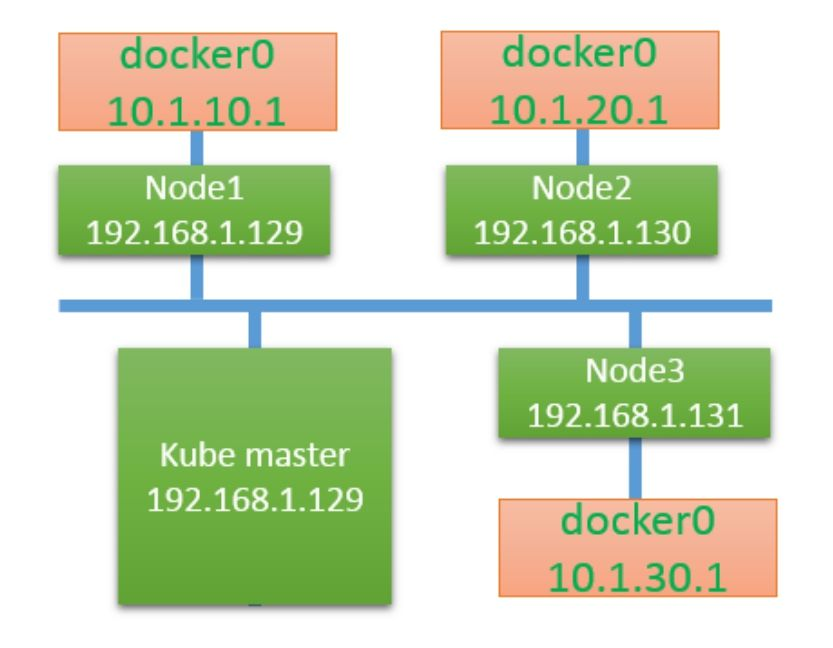 docker0
10.1.10.1
docker0
10.1.20.1
Node1
192.168.1.129
Node2
192.168.1.130
Kube master
192.168.1.129
Node3
192.168.1.131
docker0
10.1.30.1